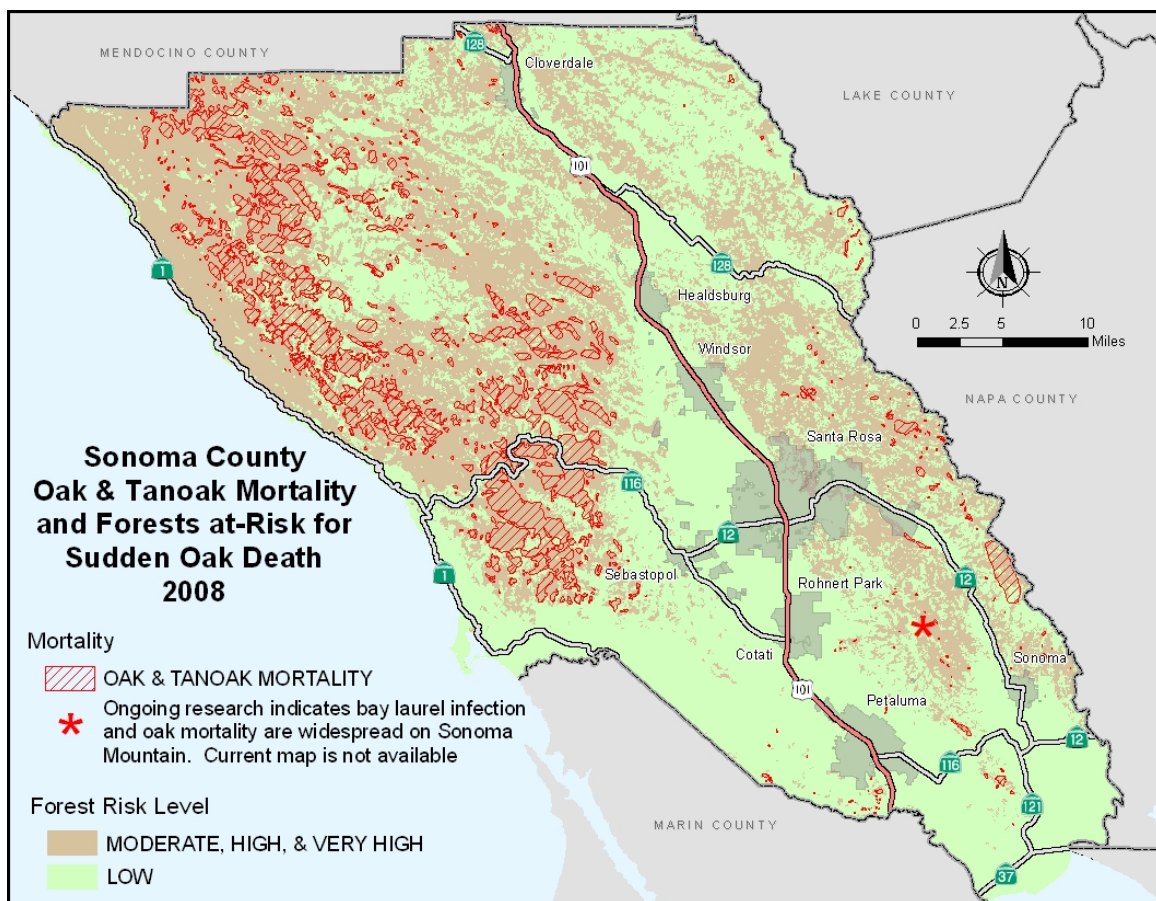 MENDOCINO COUNTY
128
Cloverdale
LAKE COUNTY
101
1
128
N
Healdsburg
0 2.5 5 10
Miles
Windsor
NAPA COUNTY
Santa Rosa
Sonoma County
Oak & Tanoak Mortality
and Forests at-Risk for
Sudden Oak Death
2008
116
12
1
Sebastopol
Rohnert Park
12
Cotati
Sonoma
101
Petaluma
12
116
121
MARIN COUNTY
37
Mortality
OAK & TANOAK MORTALITY
* Ongoing research indicates bay laurel infection
and oak mortality are widespread on Sonoma
Mountain. Current map is not available
Forest Risk Level
MODERATE, HIGH, & VERY HIGH
LOW